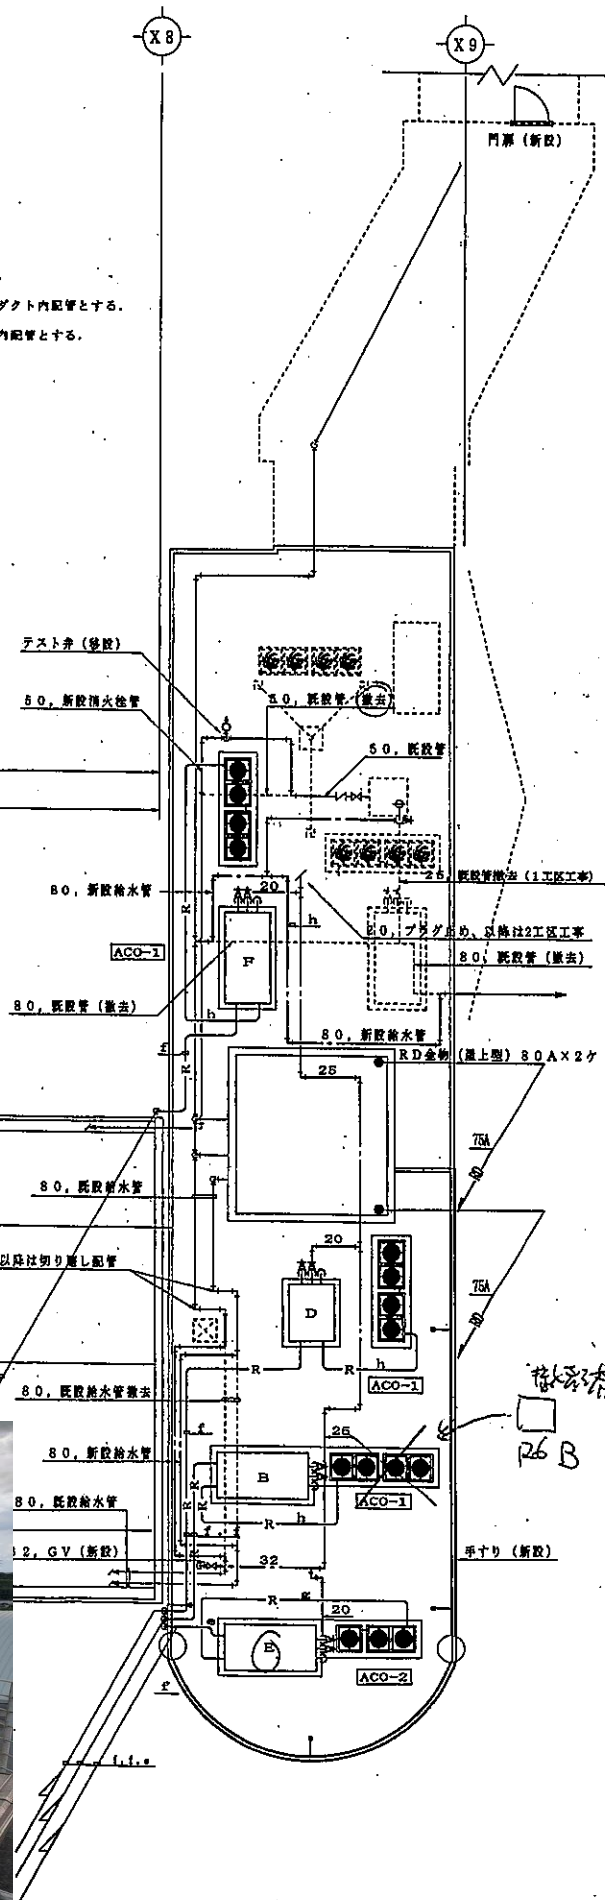 X8
X9
門扉 (新設)
ダクト内配管とする.
内配管とする.
テスト弁 (移設)
50, 新設消火栓管
50, 既設管 (撤去)
50, 既設管
25, 既設管撤去 (1工区工事)
80, 新設給水管
20
R
h
20, プラグ止め, 以降は2工区工事
ACO-1
F
80, 既設管 (撤去)
80, 既設管 (撤去)
h
80, 新設給水管
f
R
RD金物 (露上型) 80A×2ケ
25
75A
RD
80, 既設給水管
20
以降は切り廻し配管
D
75A
RD
R
R
h
ACO-1
80, 既設給水管撤去
f
25
R6 B
80, 新設給水管
B
R
R
ACO-1
80, 既設給水管
R
h
f
32, GV (新設)
32
手すり (新設)
R
g
20
e
E
ACO-2
f
f.f.e